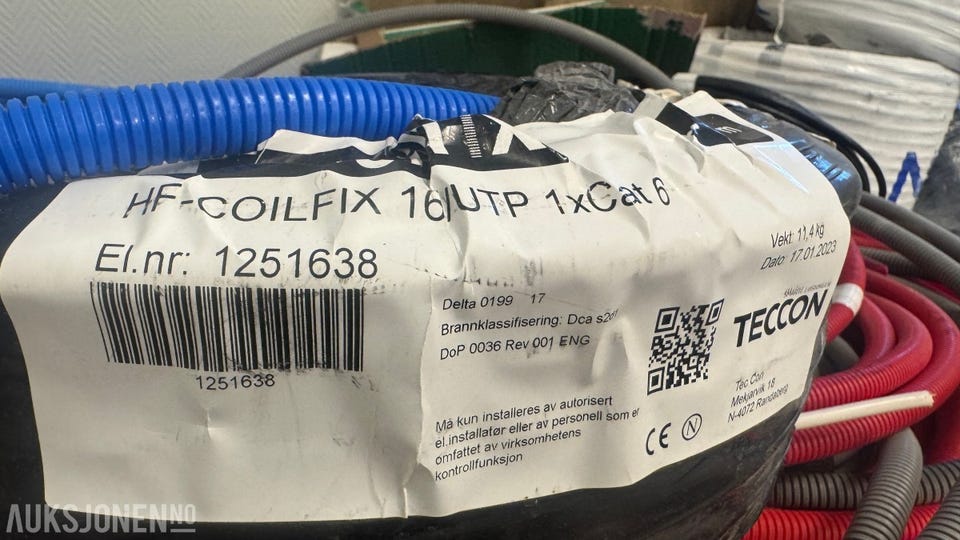 HF-COILFIX 16/UTP 1xCat 6
El.nr: 1251638
1251638
Delta 0199 17
Brannklassifisering: Dca s2d1
DoP 0036 Rev 001 ENG
Må kun installeres av autorisert
el.installatør eller av personell som er
omfattet av virksomhetens
kontrollfunksjon
Vekt: 11,4 kg
Dato: 17.01.2023
TECCON
Tec Con
Mekjarvik 18
N-4072 Randaberg
CE N
AUKSJONEN.NO